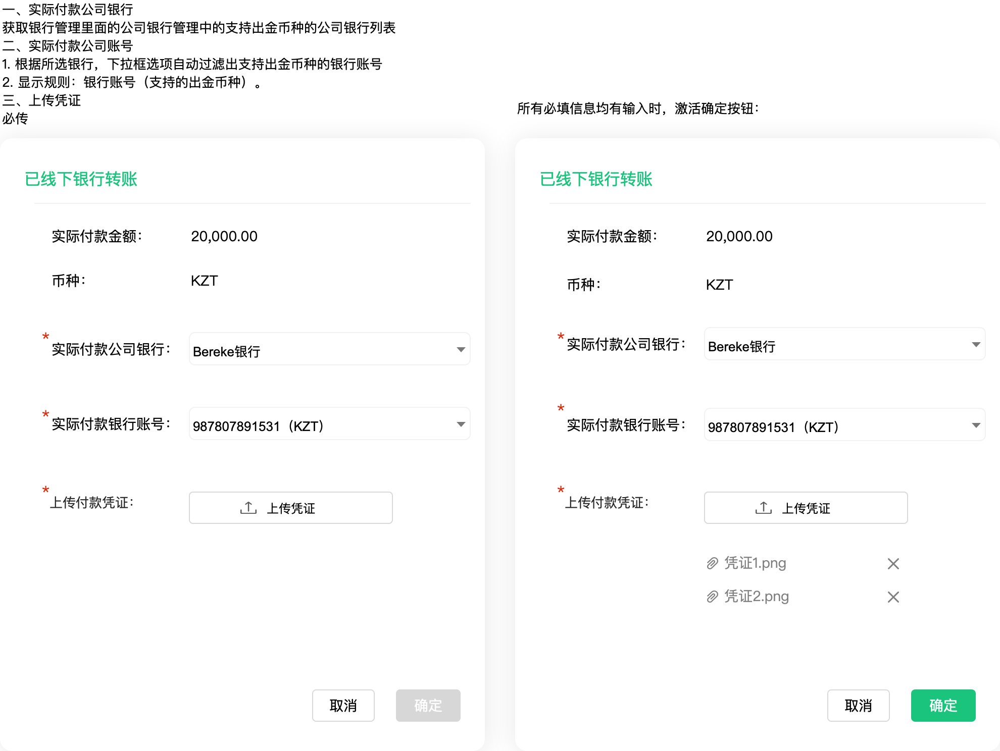 一、实际付款公司银行
获取银行管理里面的公司银行管理中的支持出金币种的公司银行列表
二、实际付款公司账号
1. 根据所选银行，下拉框选项自动过滤出支持出金币种的银行账号
2. 显示规则：银行账号（支持的出金币种）。
三、上传凭证
必传
已线下银行转账
实际付款金额： 20,000.00
币种： KZT
* 实际付款公司银行： Bereke银行
* 实际付款银行账号： 987807891531（KZT）
* 上传付款凭证： 上传凭证
取消 确定
所有必填信息均有输入时，激活确定按钮：
已线下银行转账
实际付款金额： 20,000.00
币种： KZT
* 实际付款公司银行： Bereke银行
* 实际付款银行账号： 987807891531（KZT）
* 上传付款凭证： 上传凭证
凭证1.png
凭证2.png
取消 确定